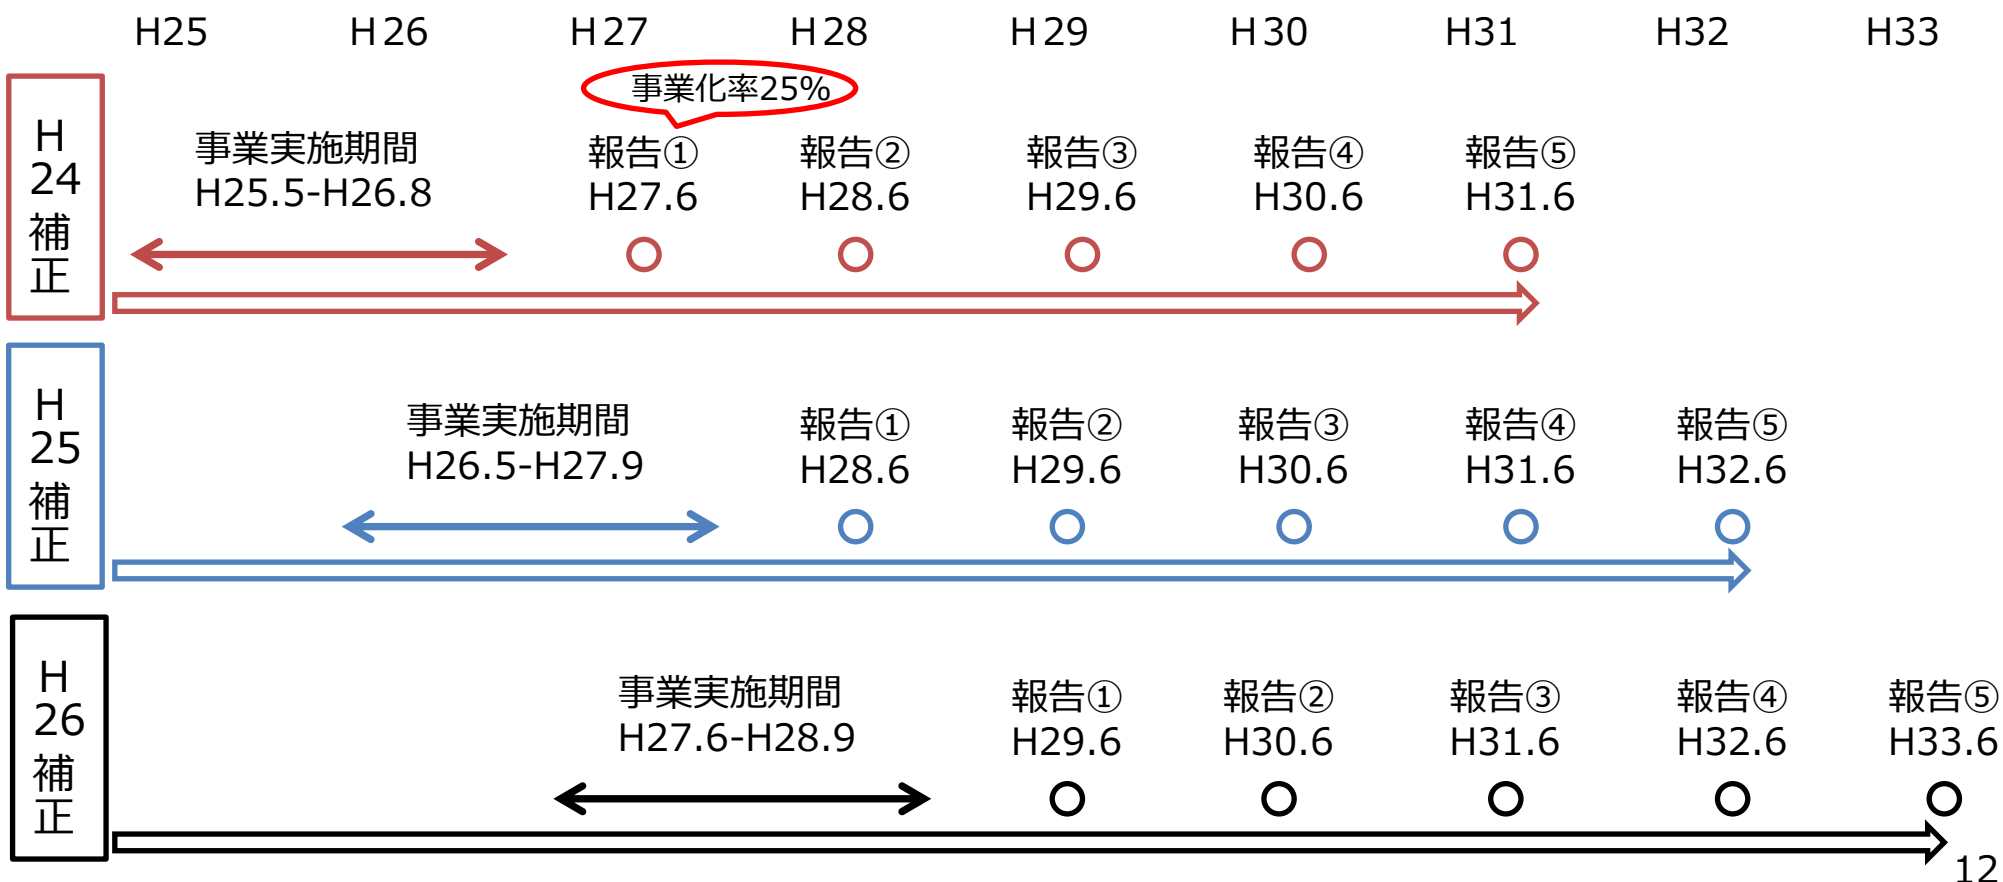 H25 H26 H27 H28 H29 H30 H31 H32 H33
事業化率25%
H
24
補
正
事業実施期間
H25.5-H26.8
報告①
H27.6
報告②
H28.6
報告③
H29.6
報告④
H30.6
報告⑤
H31.6
H
25
補
正
事業実施期間
H26.5-H27.9
報告①
H28.6
報告②
H29.6
報告③
H30.6
報告④
H31.6
報告⑤
H32.6
H
26
補
正
事業実施期間
H27.6-H28.9
報告①
H29.6
報告②
H30.6
報告③
H31.6
報告④
H32.6
報告⑤
H33.6
12